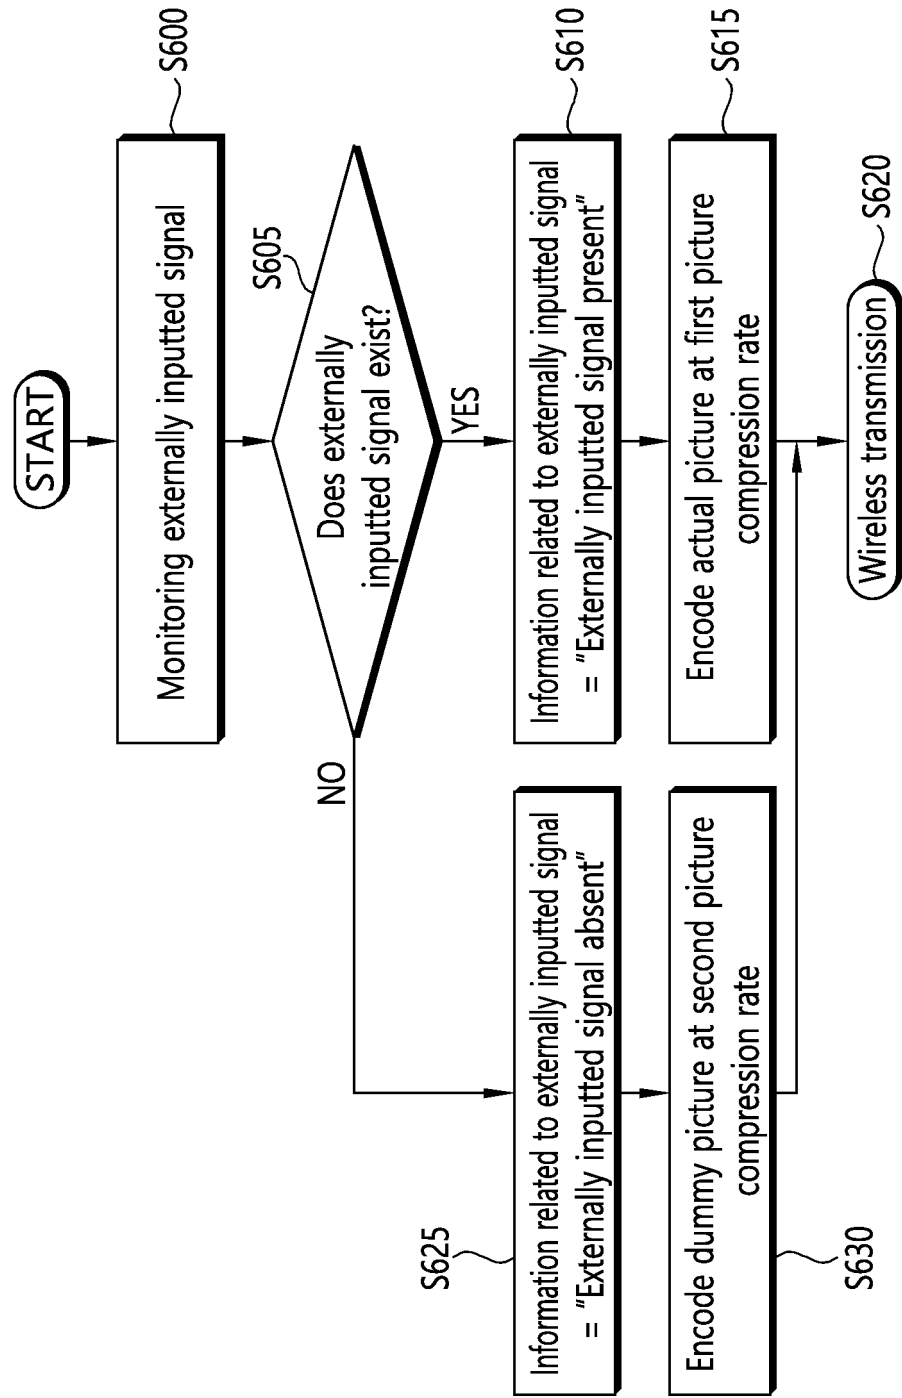 START
S600
Monitoring externally inputted signal
S605
Does externally
inputted signal exist?
YES
NO
S610
Information related to externally inputted signal
= “Externally inputted signal present”
S615
Encode actual picture at first picture
compression rate
S620
Wireless transmission
S625
Information related to externally inputted signal
= “Externally inputted signal absent”
S630
Encode dummy picture at second picture
compression rate